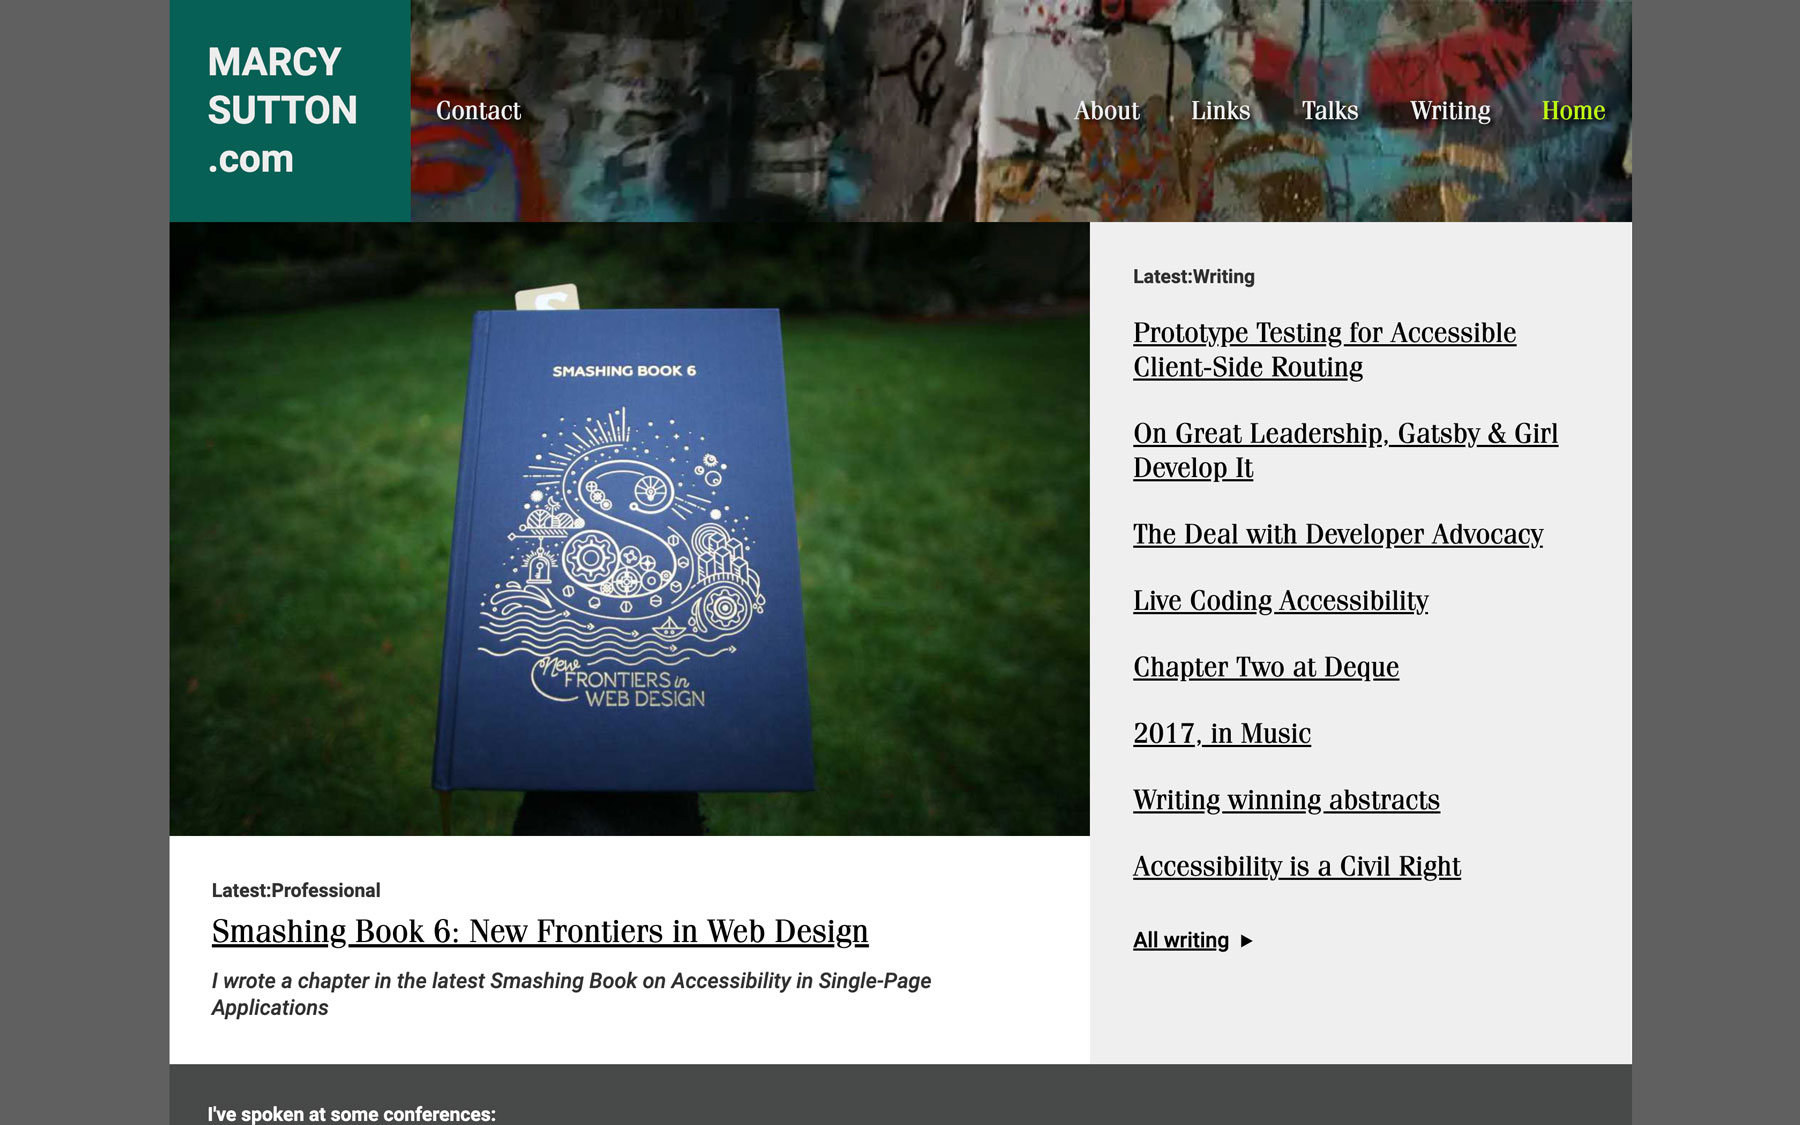 MARCY
SUTTON
.com
Contact
About
Links
Talks
Writing
Home
SMASHING BOOK 6
New
FRONTIERS in
WEB DESIGN
Latest:Professional
Smashing Book 6: New Frontiers in Web Design
I wrote a chapter in the latest Smashing Book on Accessibility in Single-Page
Applications
Latest:Writing
Prototype Testing for Accessible
Client-Side Routing
On Great Leadership, Gatsby & Girl
Develop It
The Deal with Developer Advocacy
Live Coding Accessibility
Chapter Two at Deque
2017, in Music
Writing winning abstracts
Accessibility is a Civil Right
All writing
I've spoken at some conferences: